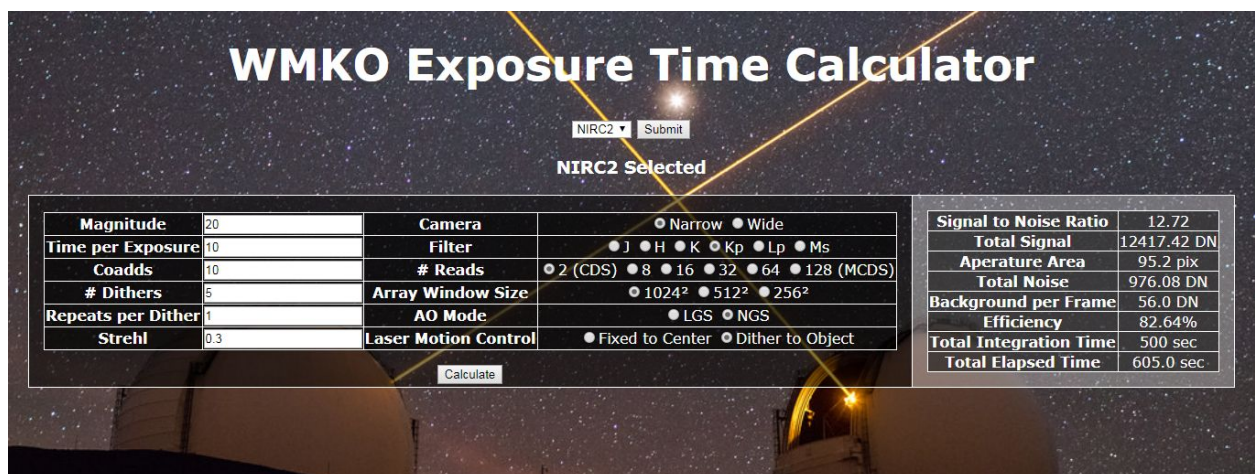 WMKO Exposure Time Calculator
NIRC2 Submit
NIRC2 Selected
Magnitude 20 Camera Narrow Wide
Time per Exposure 10 Filter J H K Kp Lp Ms
Coadds 10 # Reads 2 (CDS) 8 16 32 64 128 (MCDS)
# Dithers 5 Array Window Size 1024² 512² 256²
Repeats per Dither 1 AO Mode LGS NGS
Strehl 0.3 Laser Motion Control Fixed to Center Dither to Object
Calculate
Signal to Noise Ratio 12.72
Total Signal 12417.42 DN
Aperature Area 95.2 pix
Total Noise 976.08 DN
Background per Frame 56.0 DN
Efficiency 82.64%
Total Integration Time 500 sec
Total Elapsed Time 605.0 sec